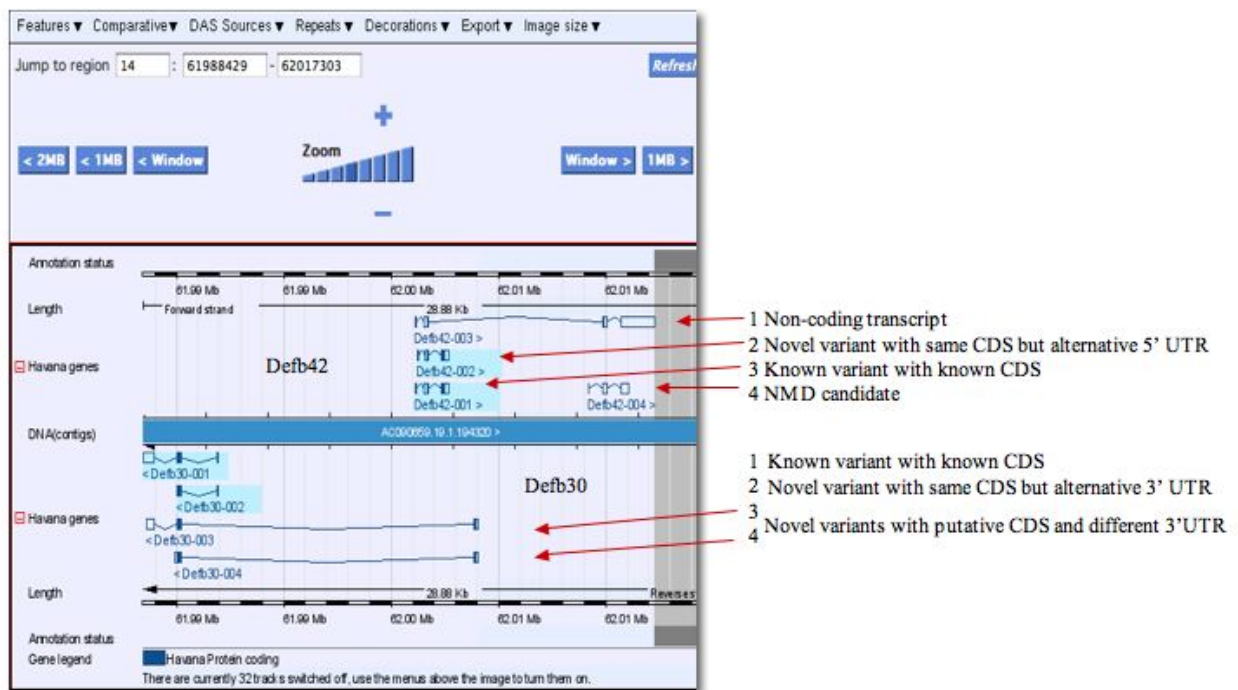 Features ▼ Comparative ▼ DAS Sources ▼ Repeats ▼ Decorations ▼ Export ▼ Image size ▼
Jump to region 14 : 61988429 - 62017303 Refresh
< 2MB < 1MB < Window Zoom Window > 1MB >
Annotation status
61.99 Mb 61.99 Mb 62.00 Mb 62.01 Mb 62.01 Mb
Length Forward strand 28.88 Kb
Defb42-003 >
Havana genes Defb42
Defb42-002 >
Defb42-001 > Defb42-004 >
1 Non-coding transcript
2 Novel variant with same CDS but alternative 5' UTR
3 Known variant with known CDS
4 NMD candidate
DNA(contigs) AC090659.19.1.194320 >
< Defb30-001
< Defb30-002
Havana genes Defb30
< Defb30-003
< Defb30-004
1 Known variant with known CDS
2 Novel variant with same CDS but alternative 3' UTR
3
Novel variants with putative CDS and different 3'UTR
4
Length 28.88 Kb
61.99 Mb 61.99 Mb 62.00 Mb 62.01 Mb 62.01 Mb
Annotation status
Gene legend Havana Protein coding
There are currently 32 tracks switched off, use the menus above the image to turn them on.